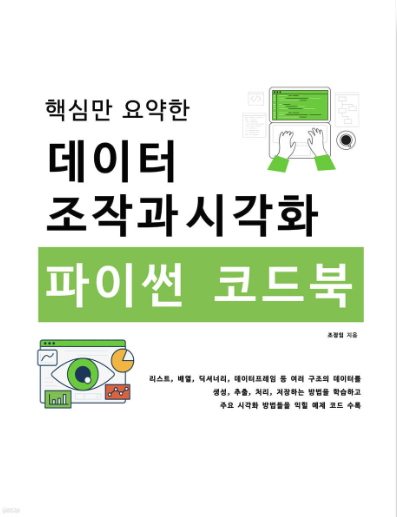 핵심만 요약한
데이터
조작과시각화
파이썬 코드북
조정임 지음
리스트, 배열, 딕셔너리, 데이터프레임 등 여러 구조의 데이터를
생성, 추출, 처리, 저장하는 방법을 학습하고
주요 시각화 방법들을 익힐 예제 코드 수록